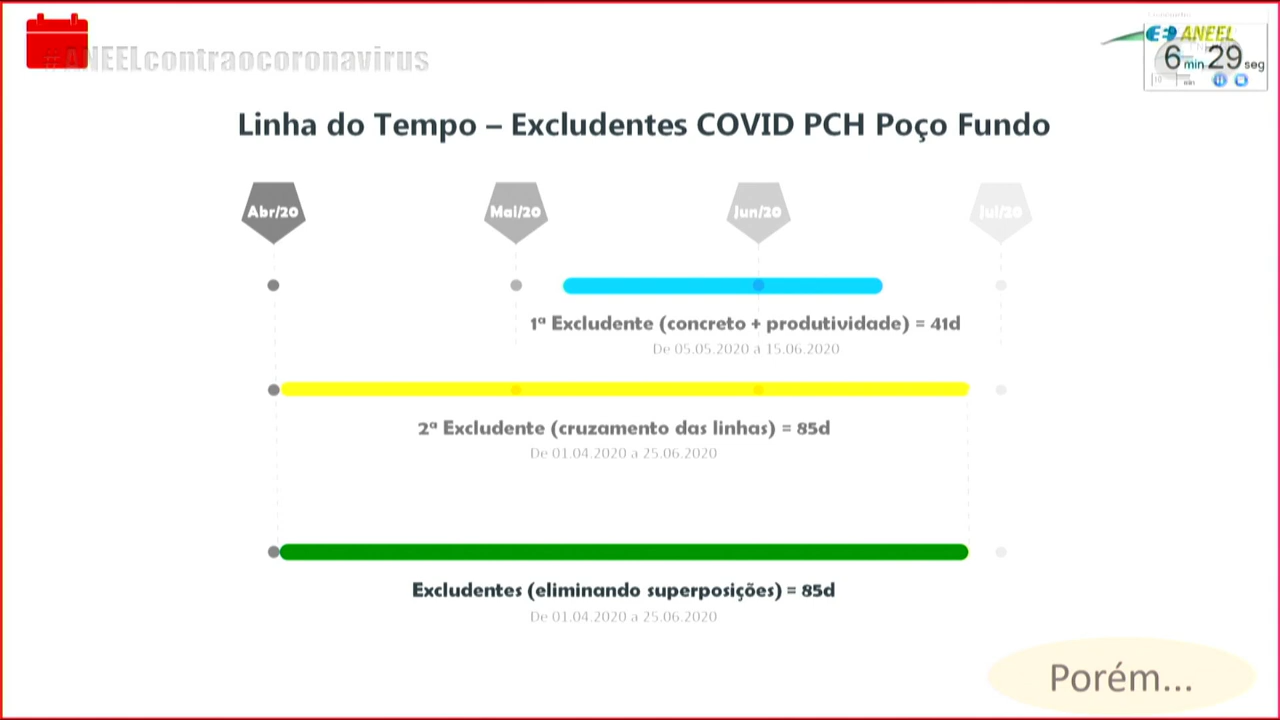 #ANEELcontraocoronavirus
ANEEL
6 min 29 seg
10 min
Linha do Tempo – Excludentes COVID PCH Poço Fundo
Abr/20 Mai/20 Jun/20 Jul/20
1ª Excludente (concreto + produtividade) = 41d
De 05.05.2020 a 15.06.2020
2ª Excludente (cruzamento das linhas) = 85d
De 01.04.2020 a 25.06.2020
Excludentes (eliminando superposições) = 85d
De 01.04.2020 a 25.06.2020
Porém...